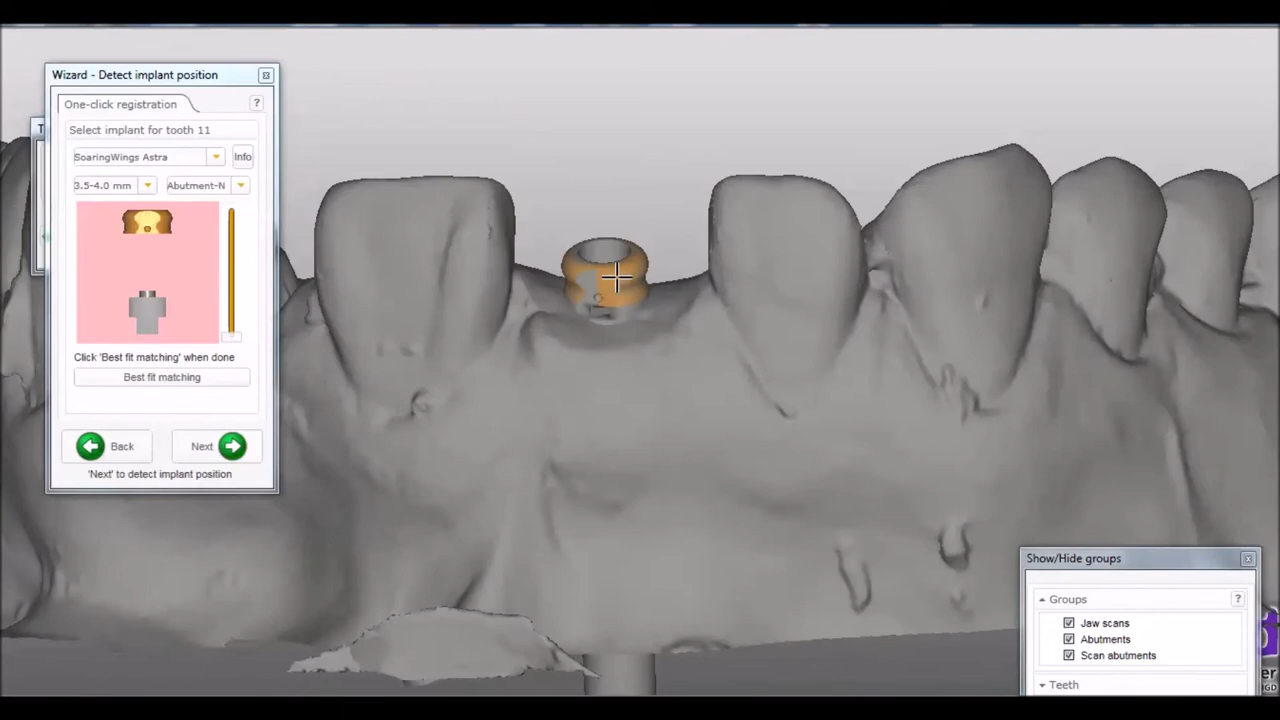 Wizard - Detect implant position
One-click registration
?
Select implant for tooth 11
SoaringWings Astra
Info
3.5-4.0 mm
Abutment-N
Click 'Best fit matching' when done
Best fit matching
Back
Next
'Next' to detect implant position
Show/Hide groups
Groups
?
Jaw scans
Abutments
Scan abutments
Teeth